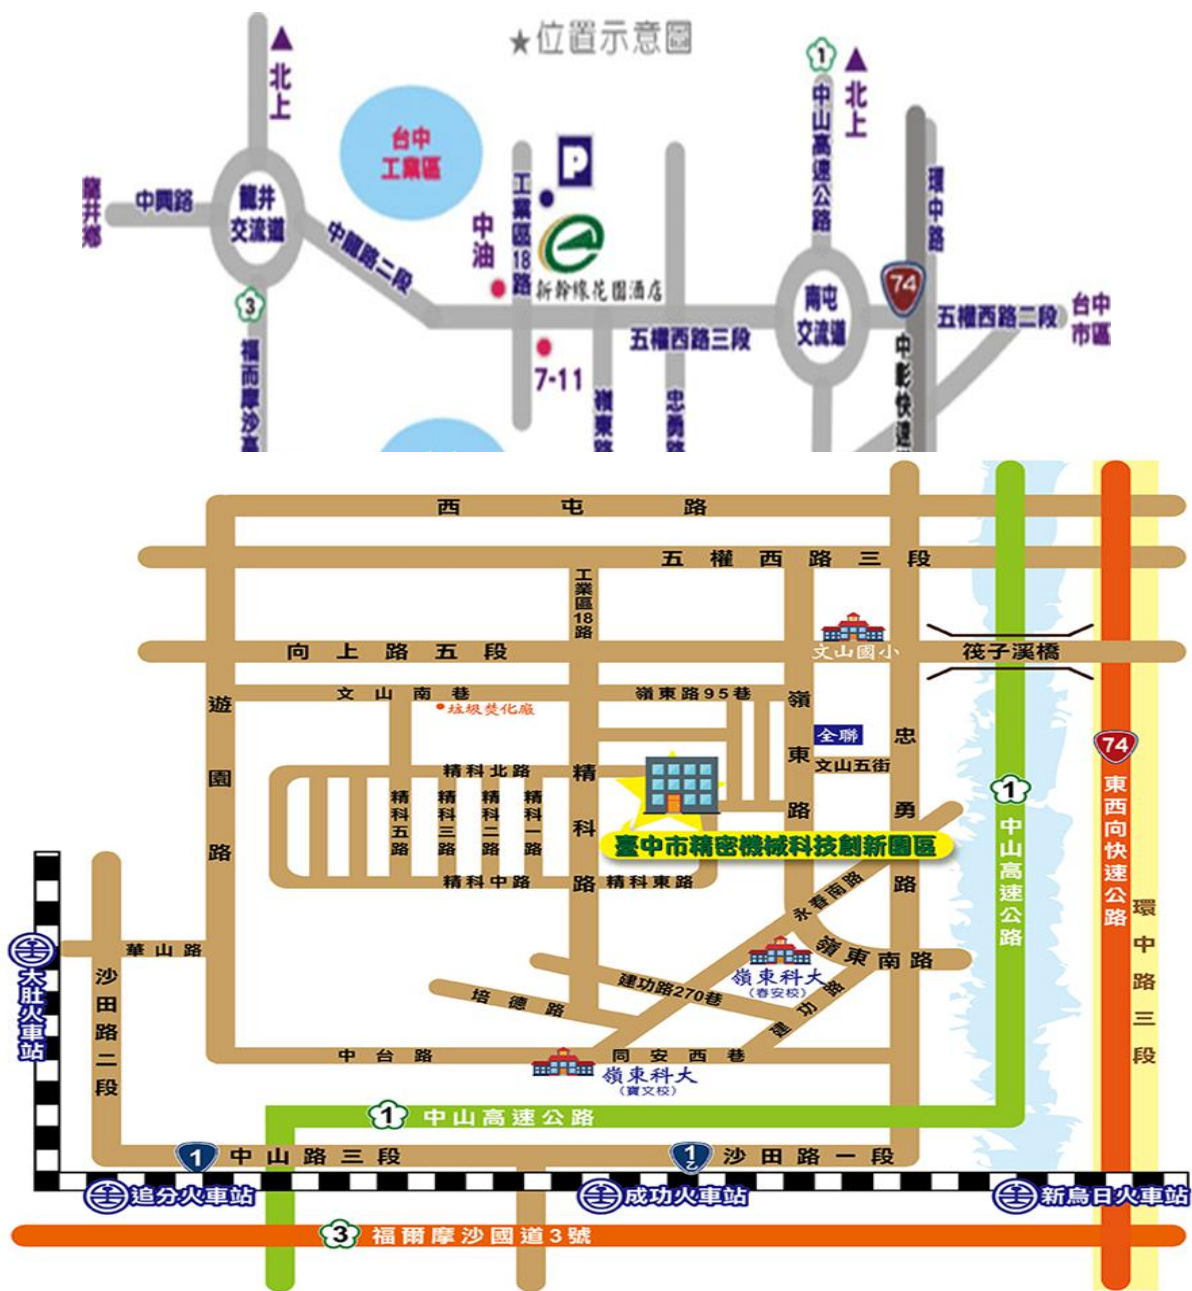 ★位置示意圖
北上
1
北上
中山高速公路
環中路
台中
工業區
P
工業區18路
龍井鄉
中興路
龍井
交流道
中龍路二段
中油
新幹線花園酒店
74
南屯
交流道
五權西路二段
台中
市區
3
五權西路三段
7-11
福而摩沙高
嶺東路
忠勇路
中彰快速
西屯路
五權西路三段
工業區18路
文山國小
向上路五段
筏子溪橋
文山南巷
嶺東路95巷
垃圾焚化廠
遊園路
嶺東路
全聯
忠勇路
文山五街
74
東西向快速公路
1
中山高速公路
精科北路
精科路
精科五路
精科三路
精科二路
精科一路
臺中市精密機械科技創新園區
精科中路
精科東路
永春南路
環中路三段
華山路
嶺東南路
大肚火車站
沙田路二段
嶺東科大
(春安校)
建功路270巷
培德路
建功路
中台路
同安西巷
嶺東科大
(寶文校)
1
中山高速公路
1
中山路三段
1乙
沙田路一段
追分火車站
成功火車站
新烏日火車站
3
福爾摩沙國道3號